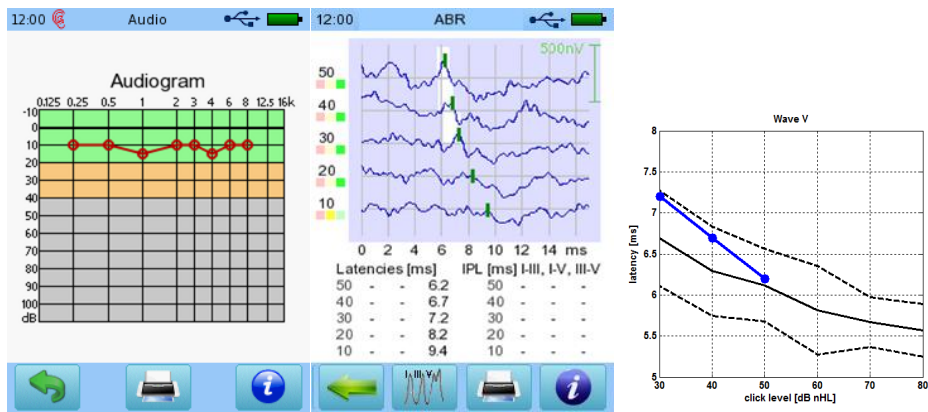 12:00 Audio
Audiogram
0.125 0.25 0.5 1 2 3 4 6 8 12.5 16k
-10
0
10
20
30
40
50
60
70
80
90
100
dB
12:00 ABR
500nV
50
40
30
20
10
0 2 4 6 8 10 12 14 ms
Latencies [ms] IPL [ms] I-III, I-V, III-V
50 - - 6.2 50 - - -
40 - - 6.7 40 - - -
30 - - 7.2 30 - - -
20 - - 8.2 20 - - -
10 - - 9.4 10 - - -
I III V
i
i
Wave V
latency [ms]
8
7.5
7
6.5
6
5.5
5
30 40 50 60 70 80
click level [dB nHL]